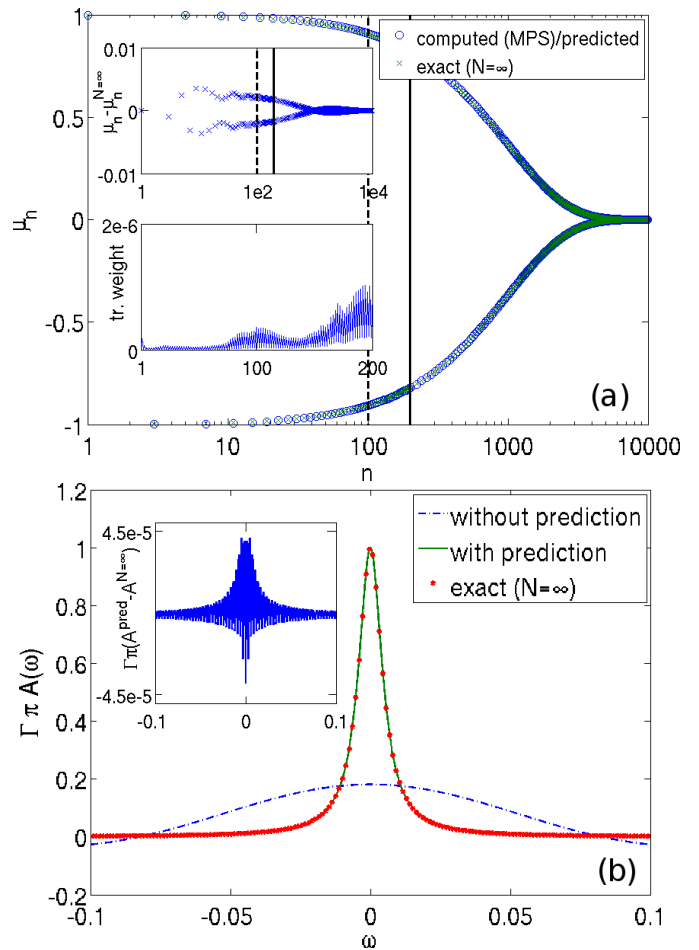 1
0.5
0
-0.5
-1
μn
computed (MPS)/predicted
exact (N=∞)
0.01
0
-0.01
μn-μnN=∞
1
1e2
1e4
2e-6
0
tr. weight
1
100
200
(a)
1
10
100
1000
10000
n
1.2
1
0.8
0.6
0.4
0.2
0
-0.2
Γ π A(ω)
without prediction
with prediction
exact (N=∞)
4.5e-5
-4.5e-5
Γπ(Apred-AN=∞)
-0.1
0
0.1
(b)
-0.1
-0.05
0
0.05
0.1
ω